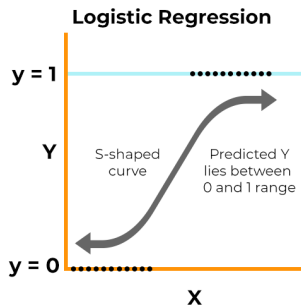 Logistic Regression
y = 1
Y
S-shaped
curve
Predicted Y
lies between
0 and 1 range
y = 0
X